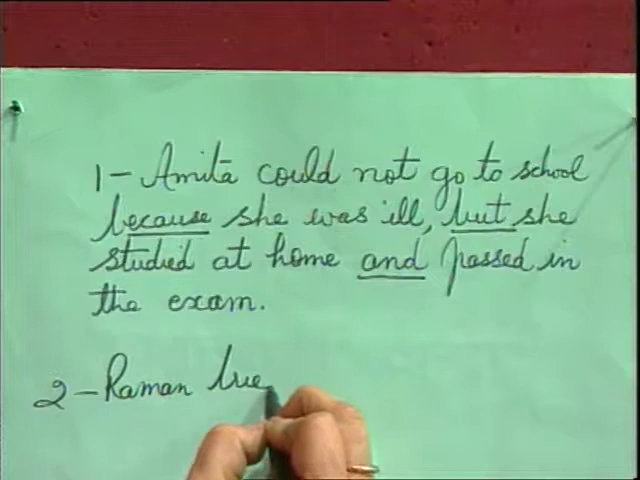 1- Amita could not go to school
because she was ill, but she
studied at home and passed in
the exam.
2- Raman